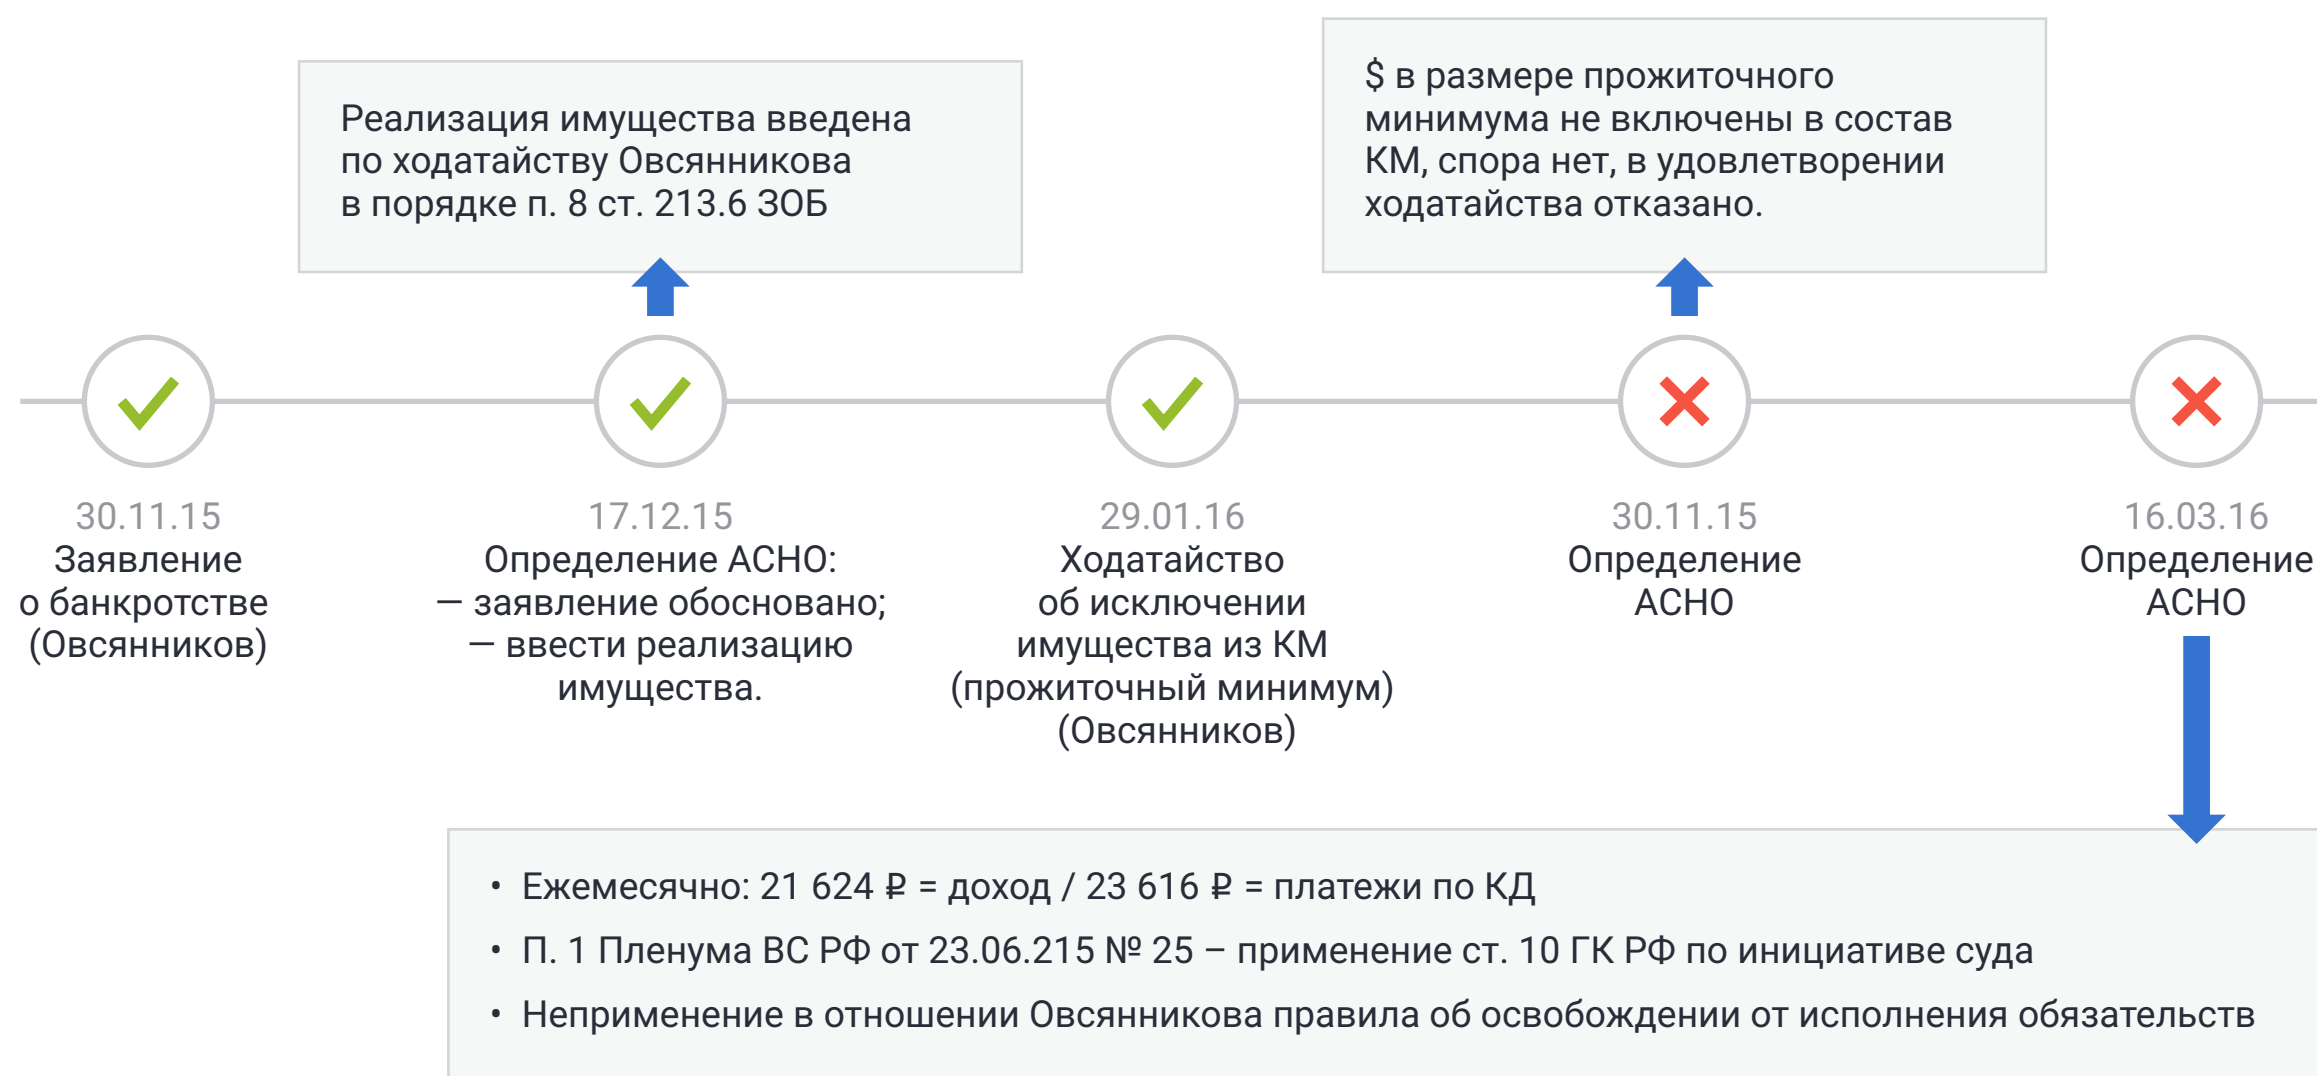 Реализация имущества введена
по ходатайству Овсянникова
в порядке п. 8 ст. 213.6 ЗОБ
$ в размере прожиточного
минимума не включены в состав
КМ, спора нет, в удовлетворении
ходатайства отказано.
30.11.15
Заявление
о банкротстве
(Овсянников)
17.12.15
Определение АСНО:
— заявление обосновано;
— ввести реализацию
имущества.
29.01.16
Ходатайство
об исключении
имущества из КМ
(прожиточный минимум)
(Овсянников)
30.11.15
Определение
АСНО
16.03.16
Определение
АСНО
• Ежемесячно: 21 624 ₽ = доход / 23 616 ₽ = платежи по КД
• П. 1 Пленума ВС РФ от 23.06.215 № 25 – применение ст. 10 ГК РФ по инициативе суда
• Неприменение в отношении Овсянникова правила об освобождении от исполнения обязательств